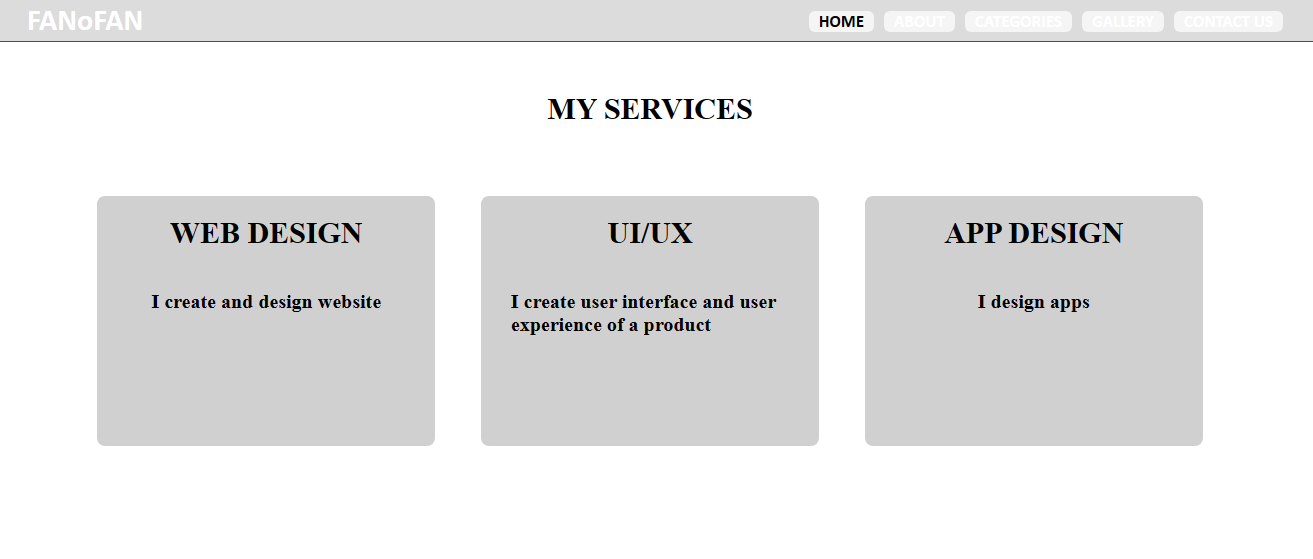 FANoFAN
HOME ABOUT CATEGORIES GALLERY CONTACT US
MY SERVICES
WEB DESIGN
I create and design website
UI/UX
I create user interface and user
experience of a product
APP DESIGN
I design apps